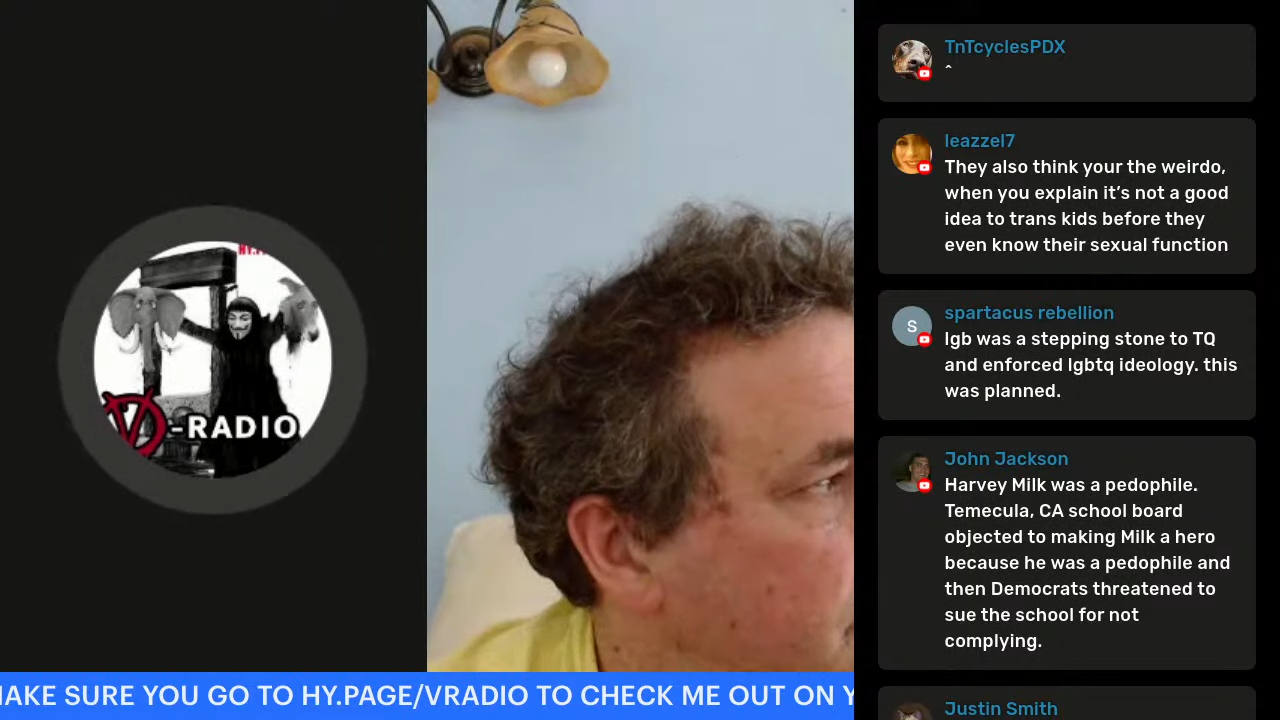 V-RADIO
MAKE SURE YOU GO TO HY.PAGE/VRADIO TO CHECK ME OUT ON Y
TnTcyclesPDX
^
leazzel7
They also think your the weirdo,
when you explain it’s not a good
idea to trans kids before they
even know their sexual function
S
spartacus rebellion
lgb was a stepping stone to TQ
and enforced lgbtq ideology. this
was planned.
John Jackson
Harvey Milk was a pedophile.
Temecula, CA school board
objected to making Milk a hero
because he was a pedophile and
then Democrats threatened to
sue the school for not
complying.
Justin Smith